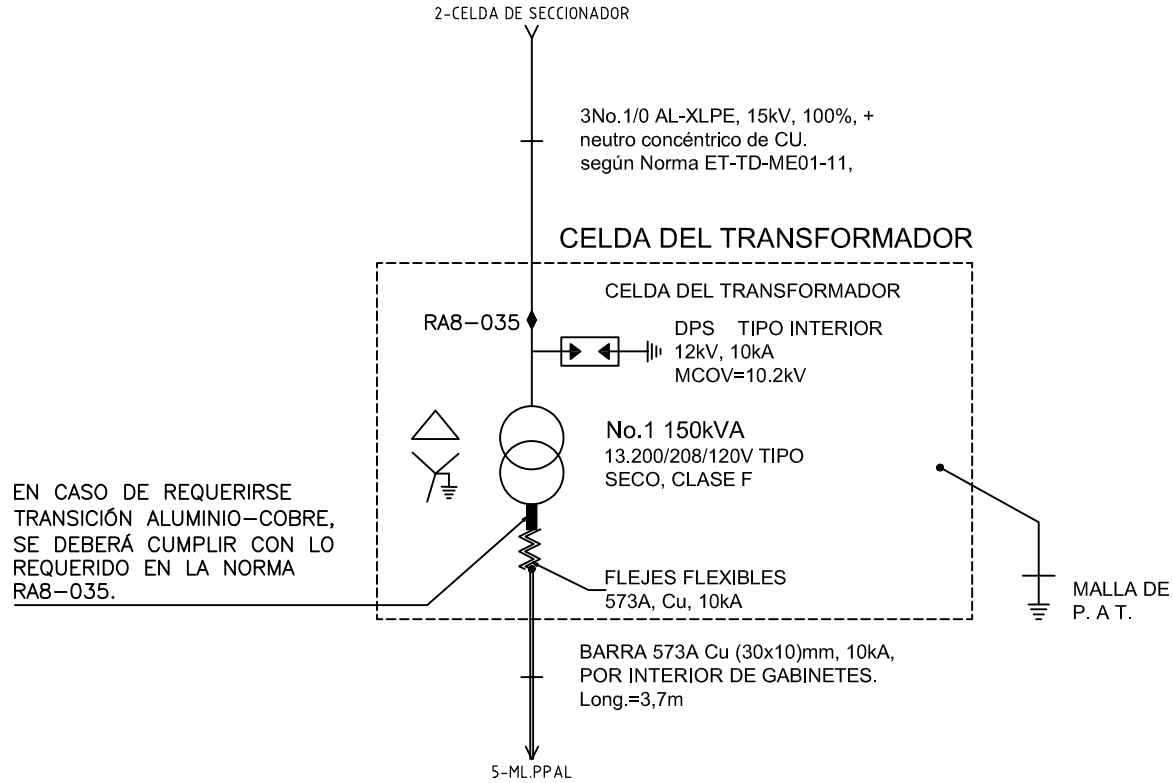 2-CELDA DE SECCIONADOR
3No.1/0 AL-XLPE, 15kV, 100%, +
neutro concéntrico de CU.
según Norma ET-TD-ME01-11,
CELDA DEL TRANSFORMADOR
CELDA DEL TRANSFORMADOR
RA8-035
DPS TIPO INTERIOR
12kV, 10kA
MCOV=10.2kV
No.1 150kVA
13.200/208/120V TIPO
SECO, CLASE F
EN CASO DE REQUERIRSE
TRANSICIÓN ALUMINIO-COBRE,
SE DEBERÁ CUMPLIR CON LO
REQUERIDO EN LA NORMA
RA8-035.
FLEJES FLEXIBLES
573A, Cu, 10kA
MALLA DE
P. A T.
BARRA 573A Cu (30x10)mm, 10kA,
POR INTERIOR DE GABINETES.
Long.=3,7m
5-ML.PPAL